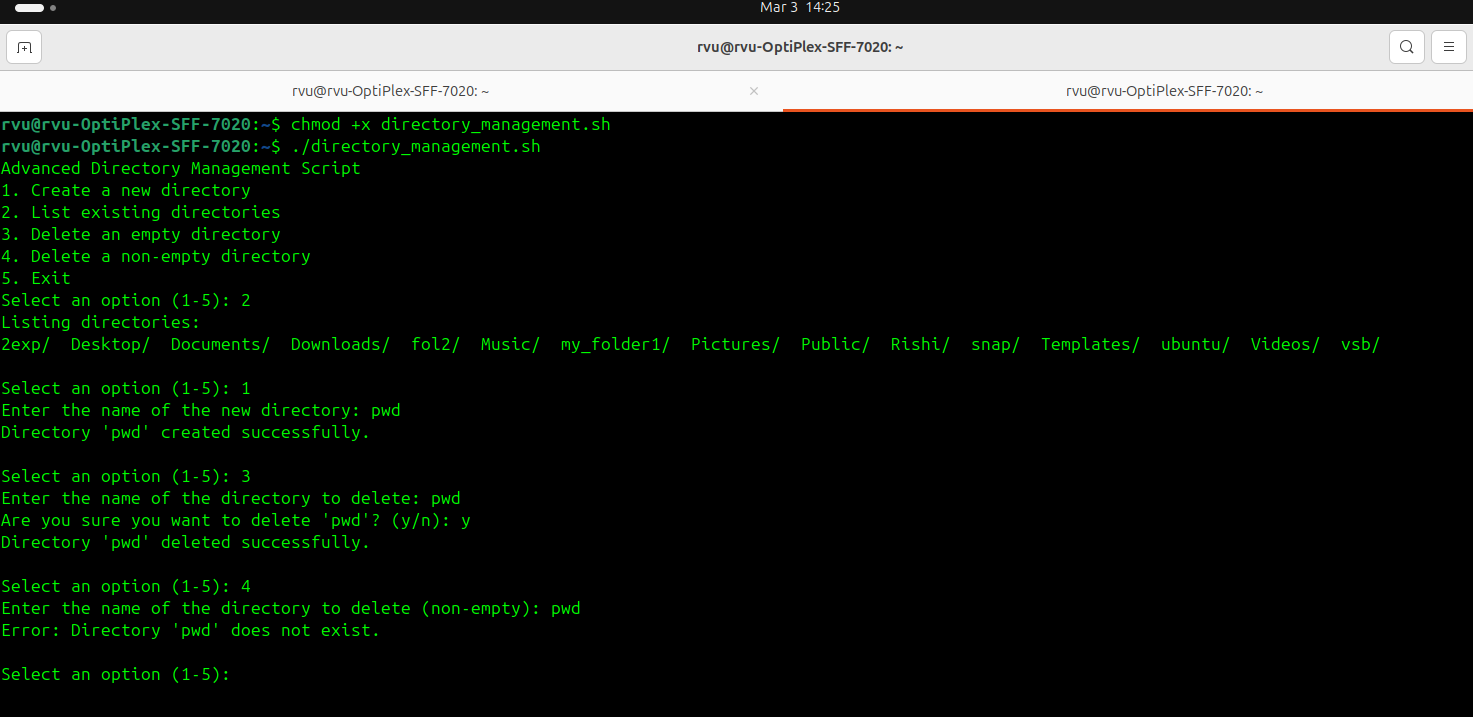 Mar 3 14:25
rvu@rvu-OptiPlex-SFF-7020: ~
rvu@rvu-OptiPlex-SFF-7020: ~ × rvu@rvu-OptiPlex-SFF-7020: ~
rvu@rvu-OptiPlex-SFF-7020:~$ chmod +x directory_management.sh
rvu@rvu-OptiPlex-SFF-7020:~$ ./directory_management.sh
Advanced Directory Management Script
1. Create a new directory
2. List existing directories
3. Delete an empty directory
4. Delete a non-empty directory
5. Exit
Select an option (1-5): 2
Listing directories:
2exp/  Desktop/  Documents/  Downloads/  fol2/  Music/  my_folder1/  Pictures/  Public/  Rishi/  snap/  Templates/  ubuntu/  Videos/  vsb/
Select an option (1-5): 1
Enter the name of the new directory: pwd
Directory 'pwd' created successfully.
Select an option (1-5): 3
Enter the name of the directory to delete: pwd
Are you sure you want to delete 'pwd'? (y/n): y
Directory 'pwd' deleted successfully.
Select an option (1-5): 4
Enter the name of the directory to delete (non-empty): pwd
Error: Directory 'pwd' does not exist.
Select an option (1-5):